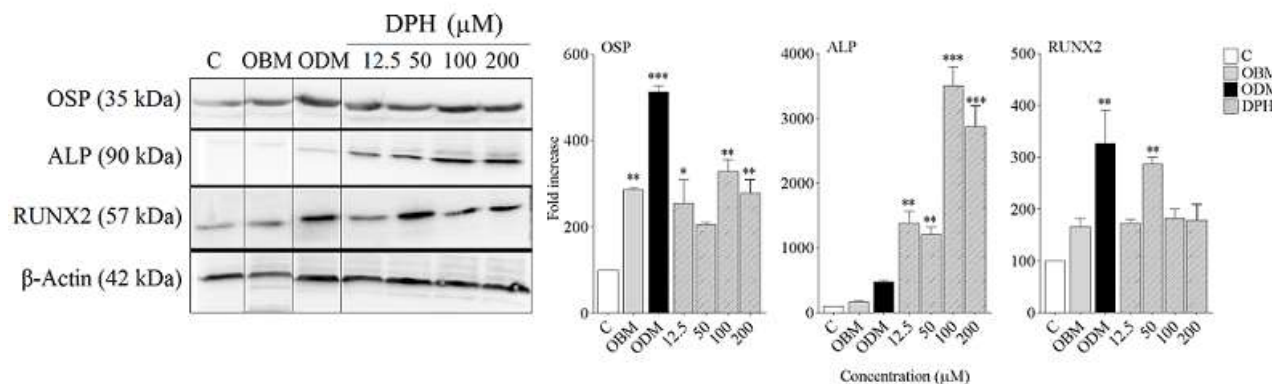 DPH (µM)
C OBM ODM 12.5 50 100 200
OSP (35 kDa)
ALP (90 kDa)
RUNX2 (57 kDa)
β-Actin (42 kDa)
OSP
Fold increase
600
400
200
0
**
***
*
**
**
C OBM ODM 12.5 50 100 200
ALP
4000
3000
2000
1000
0
**
**
***
***
C OBM ODM 12.5 50 100 200
Concentration (µM)
RUNX2
500
400
300
200
100
0
**
**
C OBM ODM 12.5 50 100 200
C
OBM
ODM
DPH